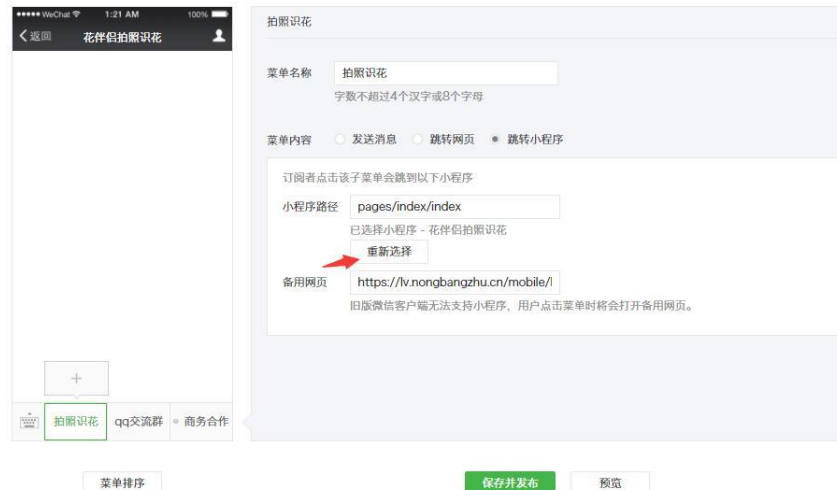 WeChat 1:21 AM 100%
返回 花伴侣拍照识花
+
拍照识花 qq交流群 商务合作
菜单排序
拍照识花
菜单名称 拍照识花
字数不超过4个汉字或8个字母
菜单内容 发送消息 跳转网页 跳转小程序
订阅者点击该子菜单会跳到以下小程序
小程序路径 pages/index/index
已选择小程序 - 花伴侣拍照识花
重新选择
备用网页 https://lv.nongbangzhu.cn/mobile/l
旧版微信客户端无法支持小程序，用户点击菜单时将会打开备用网页。
保存并发布 预览